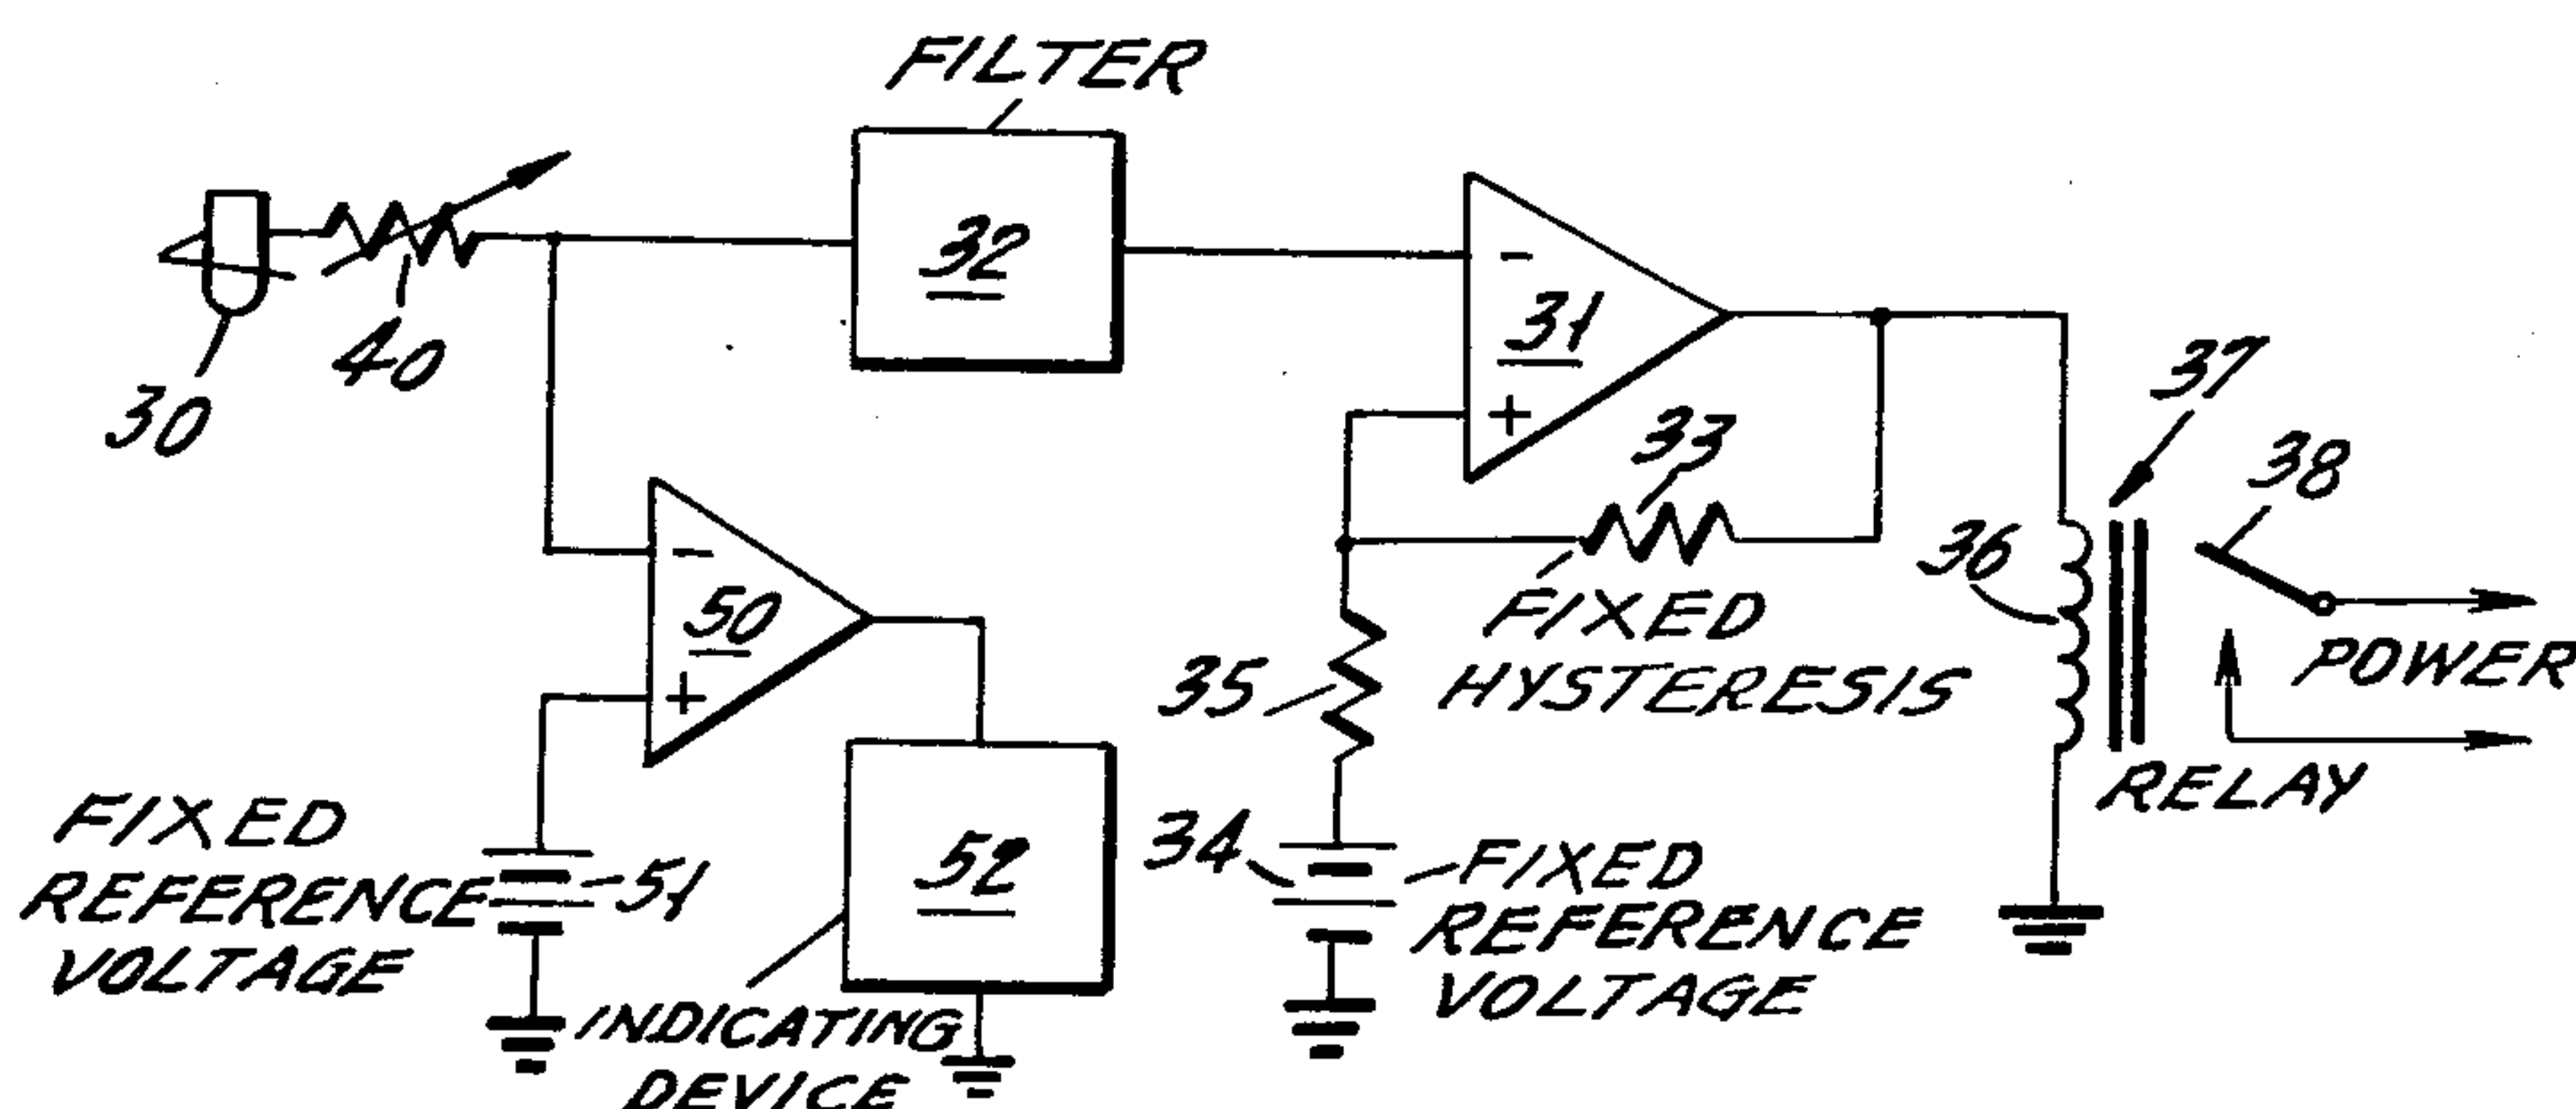 FILTER
32
40
30
31
33
37
38
36
FIXED
HYSTERESIS
POWER
RELAY
50
35
34
FIXED
REFERENCE
VOLTAGE
51
52
FIXED
REFERENCE
VOLTAGE
INDICATING
DEVICE